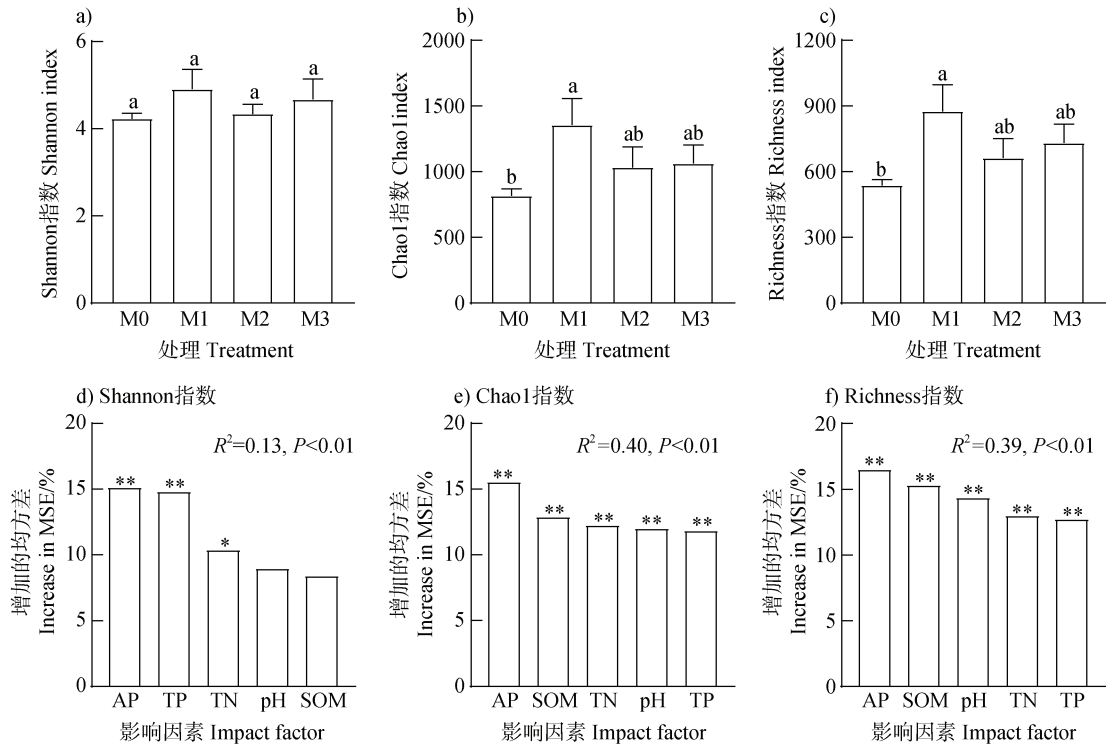 a)
Shannon指数 Shannon index
6
4
2
0
a
a
a
a
M0 M1 M2 M3
处理 Treatment
b)
Chao1指数 Chao1index
2000
1500
1000
500
0
b
a
ab
ab
M0 M1 M2 M3
处理 Treatment
c)
Richness指数 Richness index
1200
900
600
300
0
b
a
ab
ab
M0 M1 M2 M3
处理 Treatment
d) Shannon指数
增加的均方差
Increase in MSE/%
20
15
10
5
0
R²=0.13, P<0.01
**
**
*
AP TP TN pH SOM
影响因素 Impact factor
e) Chao1指数
增加的均方差
Increase in MSE/%
20
15
10
5
0
R²=0.40, P<0.01
**
**
**
**
**
AP SOM TN pH TP
影响因素 Impact factor
f) Richness指数
增加的均方差
Increase in MSE/%
20
15
10
5
0
R²=0.39, P<0.01
**
**
**
**
**
AP SOM pH TN TP
影响因素 Impact factor